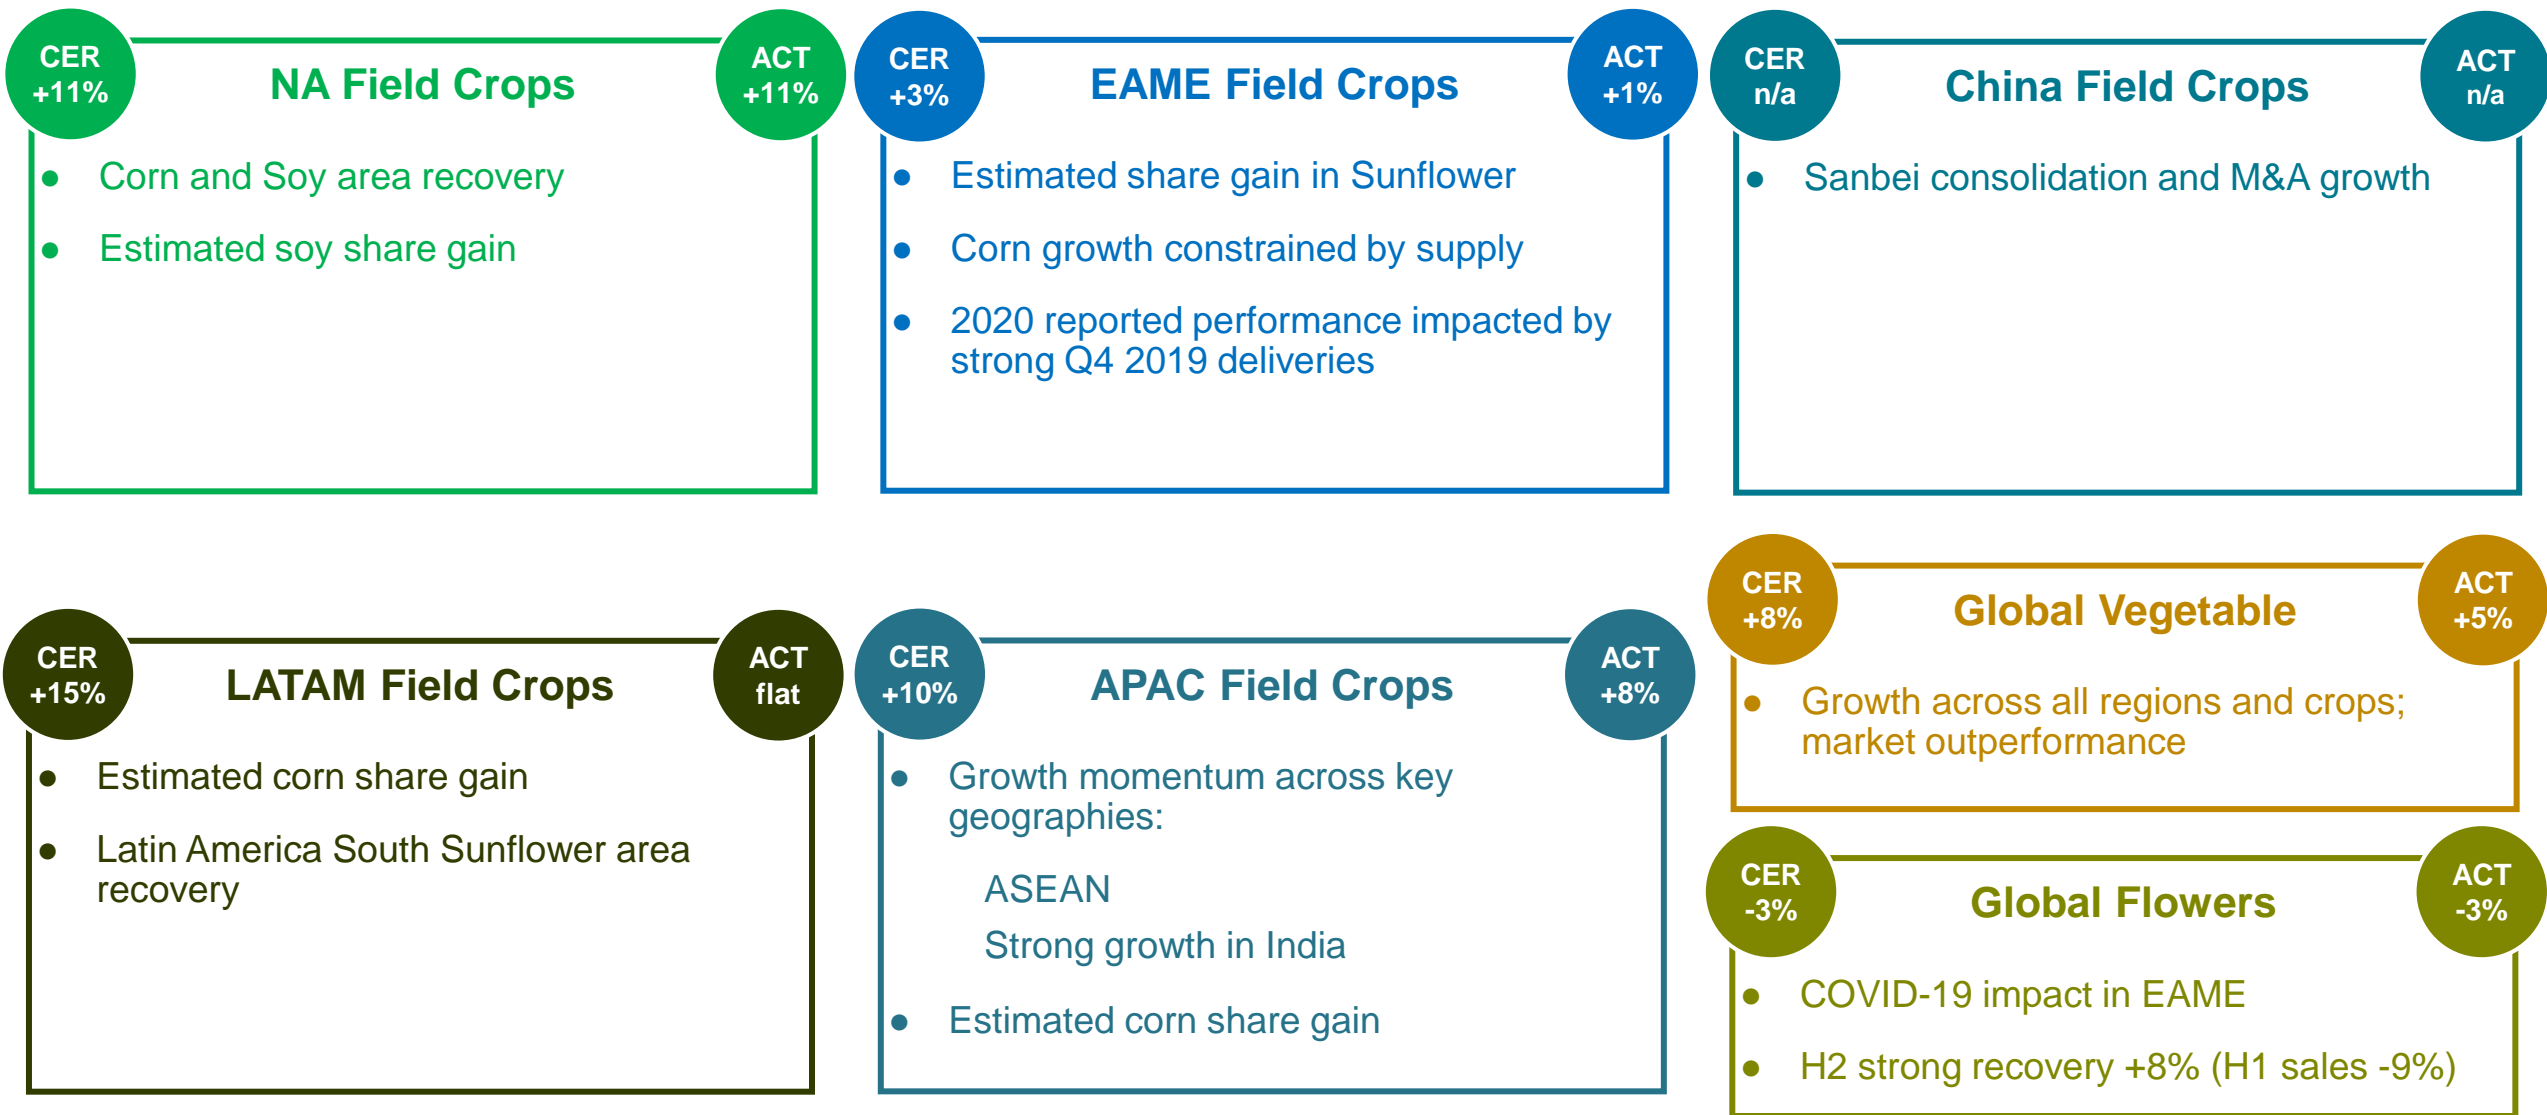 CER
+11%
NA Field Crops
ACT
+11%
● Corn and Soy area recovery
● Estimated soy share gain
CER
+3%
EAME Field Crops
ACT
+1%
● Estimated share gain in Sunflower
● Corn growth constrained by supply
● 2020 reported performance impacted by
strong Q4 2019 deliveries
CER
n/a
China Field Crops
ACT
n/a
● Sanbei consolidation and M&A growth
CER
+15%
LATAM Field Crops
ACT
flat
● Estimated corn share gain
● Latin America South Sunflower area
recovery
CER
+10%
APAC Field Crops
ACT
+8%
● Growth momentum across key
geographies:
ASEAN
Strong growth in India
● Estimated corn share gain
CER
+8%
Global Vegetable
ACT
+5%
● Growth across all regions and crops;
market outperformance
CER
-3%
Global Flowers
ACT
-3%
● COVID-19 impact in EAME
● H2 strong recovery +8% (H1 sales -9%)